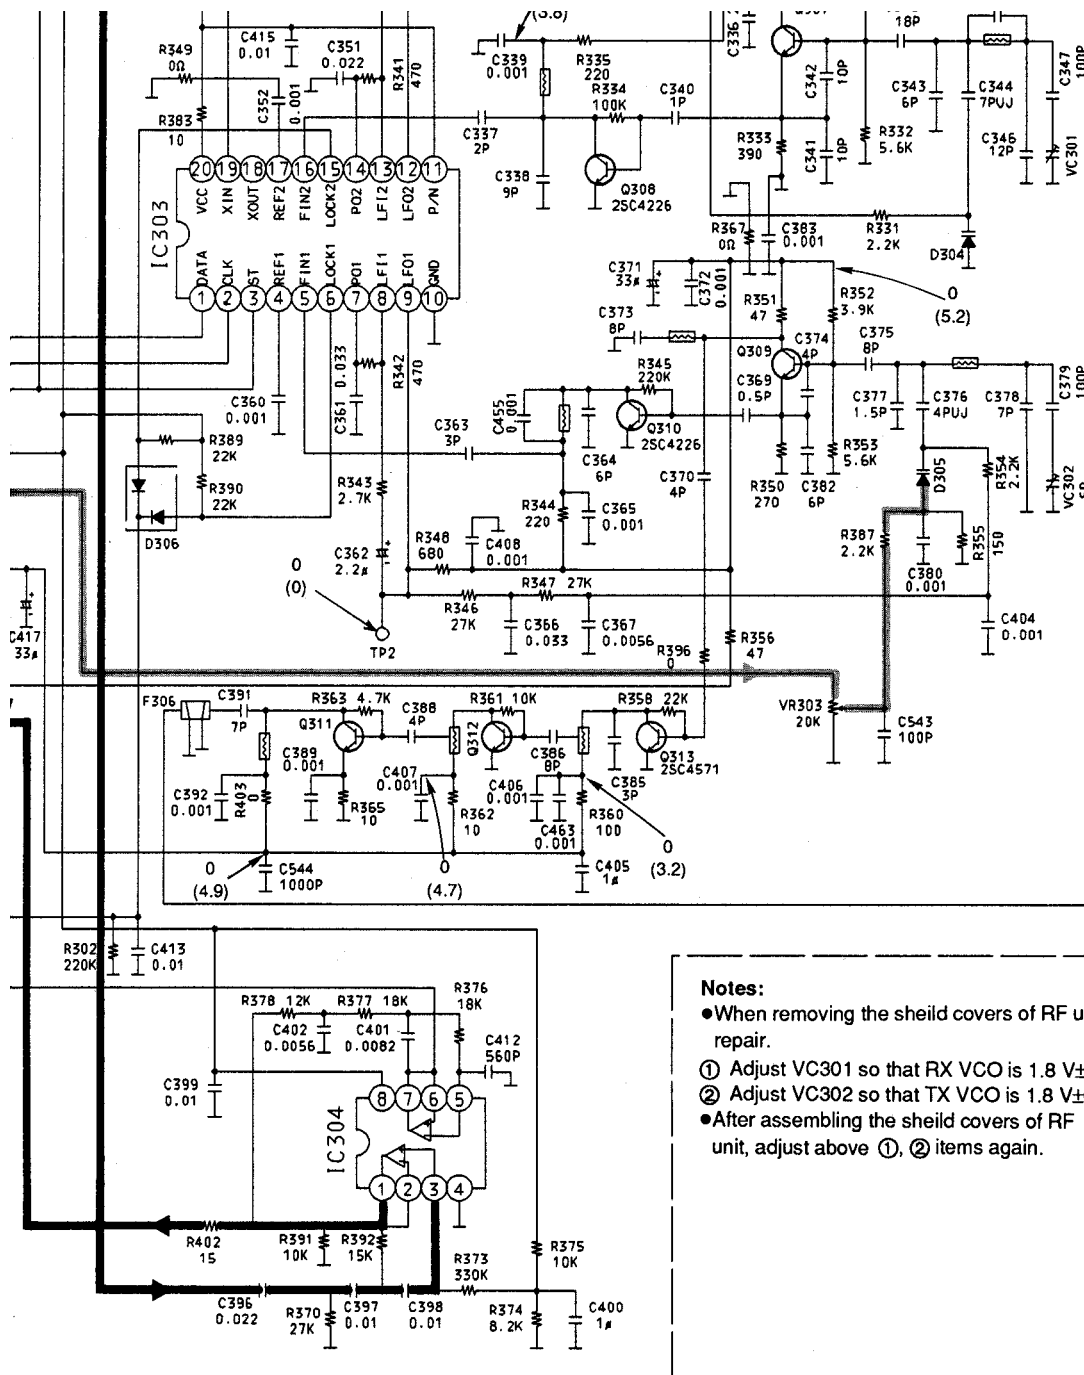 (3.8)
C415
0.01
C351
0.022
R341
470
R349
0Ω
C352
0.001
R383
10
C339
0.001
R335
220
R334
100K
C340
1P
C336
C337
2P
C338
9P
Q308
2SC4226
18P
C342
10P
C341
10P
R333
390
R332
5.6K
C343
6P
C344
7PUJ
C346
12P
C347
100P
VC301
R331
2.2K
D304
R367
0Ω
C383
0.001
IC303
20 19 18 17 16 15 14 13 12 11
VCC XIN XOUT REF2 FIN2 LOCK2 PO2 LFI2 LFO2 P/N
DATA CLK ST REF1 FIN1 LOCK1 PO1 LFI1 LFO1 GND
1 2 3 4 5 6 7 8 9 10
C371
33µ
C372
0.001
R351
47
R352
3.9K
0
(5.2)
C373
8P
Q309
C374
4P
C375
8P
R345
220K
C369
0.5P
C377
1.5P
C376
4PUJ
C378
7P
C379
100P
VC302
C360
0.001
C361
0.033
R342
470
C455
0.001
C363
3P
C364
6P
Q310
2SC4226
C370
4P
R350
270
R353
5.6K
C382
6P
D305
R354
2.2K
R389
22K
R390
22K
D306
R343
2.7K
R344
220
C365
0.001
R387
2.2K
C380
0.001
R355
150
C362
2.2µ
R348
680
C408
0.001
0
(0)
TP2
R346
27K
R347 27K
C366
0.033
C367
0.0056
R396
0
R356
47
C404
0.001
C417
33µ
F306
C391
7P
R363 4.7K
Q311
C388
4P
R361 10K
Q312
R358 22K
C386
8P
Q313
2SC4571
VR303
20K
C543
100P
C389
0.001
C392
0.001
R403
0
R365
10
C407
0.001
R362
10
C406
0.001
C463
0.001
R360
100
C385
3P
0
(4.9)
C544
1000P
0
(4.7)
C405
1µ
0
(3.2)
R302
220K
C413
0.01
R378 12K
R377 18K
R376
18K
C402
0.0056
C401
0.0082
C412
560P
C399
0.01
8 7 6 5
IC304
1 2 3 4
R402
15
R391
10K
R392
15K
R373
330K
R375
10K
C396
0.022
R370
27K
C397
0.01
C398
0.01
R374
8.2K
C400
1µ
Notes:
●When removing the sheild covers of RF u
repair.
① Adjust VC301 so that RX VCO is 1.8 V±
② Adjust VC302 so that TX VCO is 1.8 V±
●After assembling the sheild covers of RF
unit, adjust above ①, ② items again.